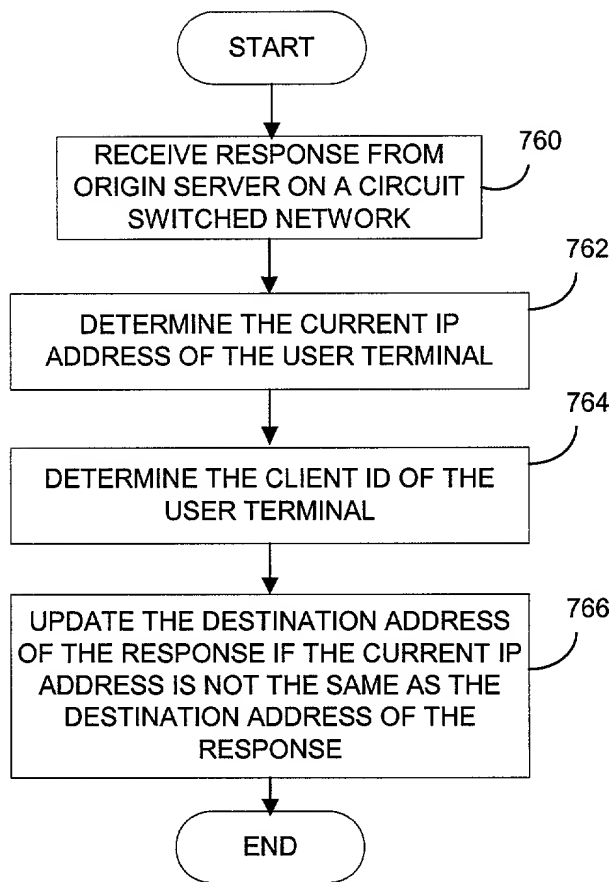 START
760
RECEIVE RESPONSE FROM
ORIGIN SERVER ON A CIRCUIT
SWITCHED NETWORK
762
DETERMINE THE CURRENT IP
ADDRESS OF THE USER TERMINAL
764
DETERMINE THE CLIENT ID OF THE
USER TERMINAL
766
UPDATE THE DESTINATION ADDRESS
OF THE RESPONSE IF THE CURRENT IP
ADDRESS IS NOT THE SAME AS THE
DESTINATION ADDRESS OF THE
RESPONSE
END